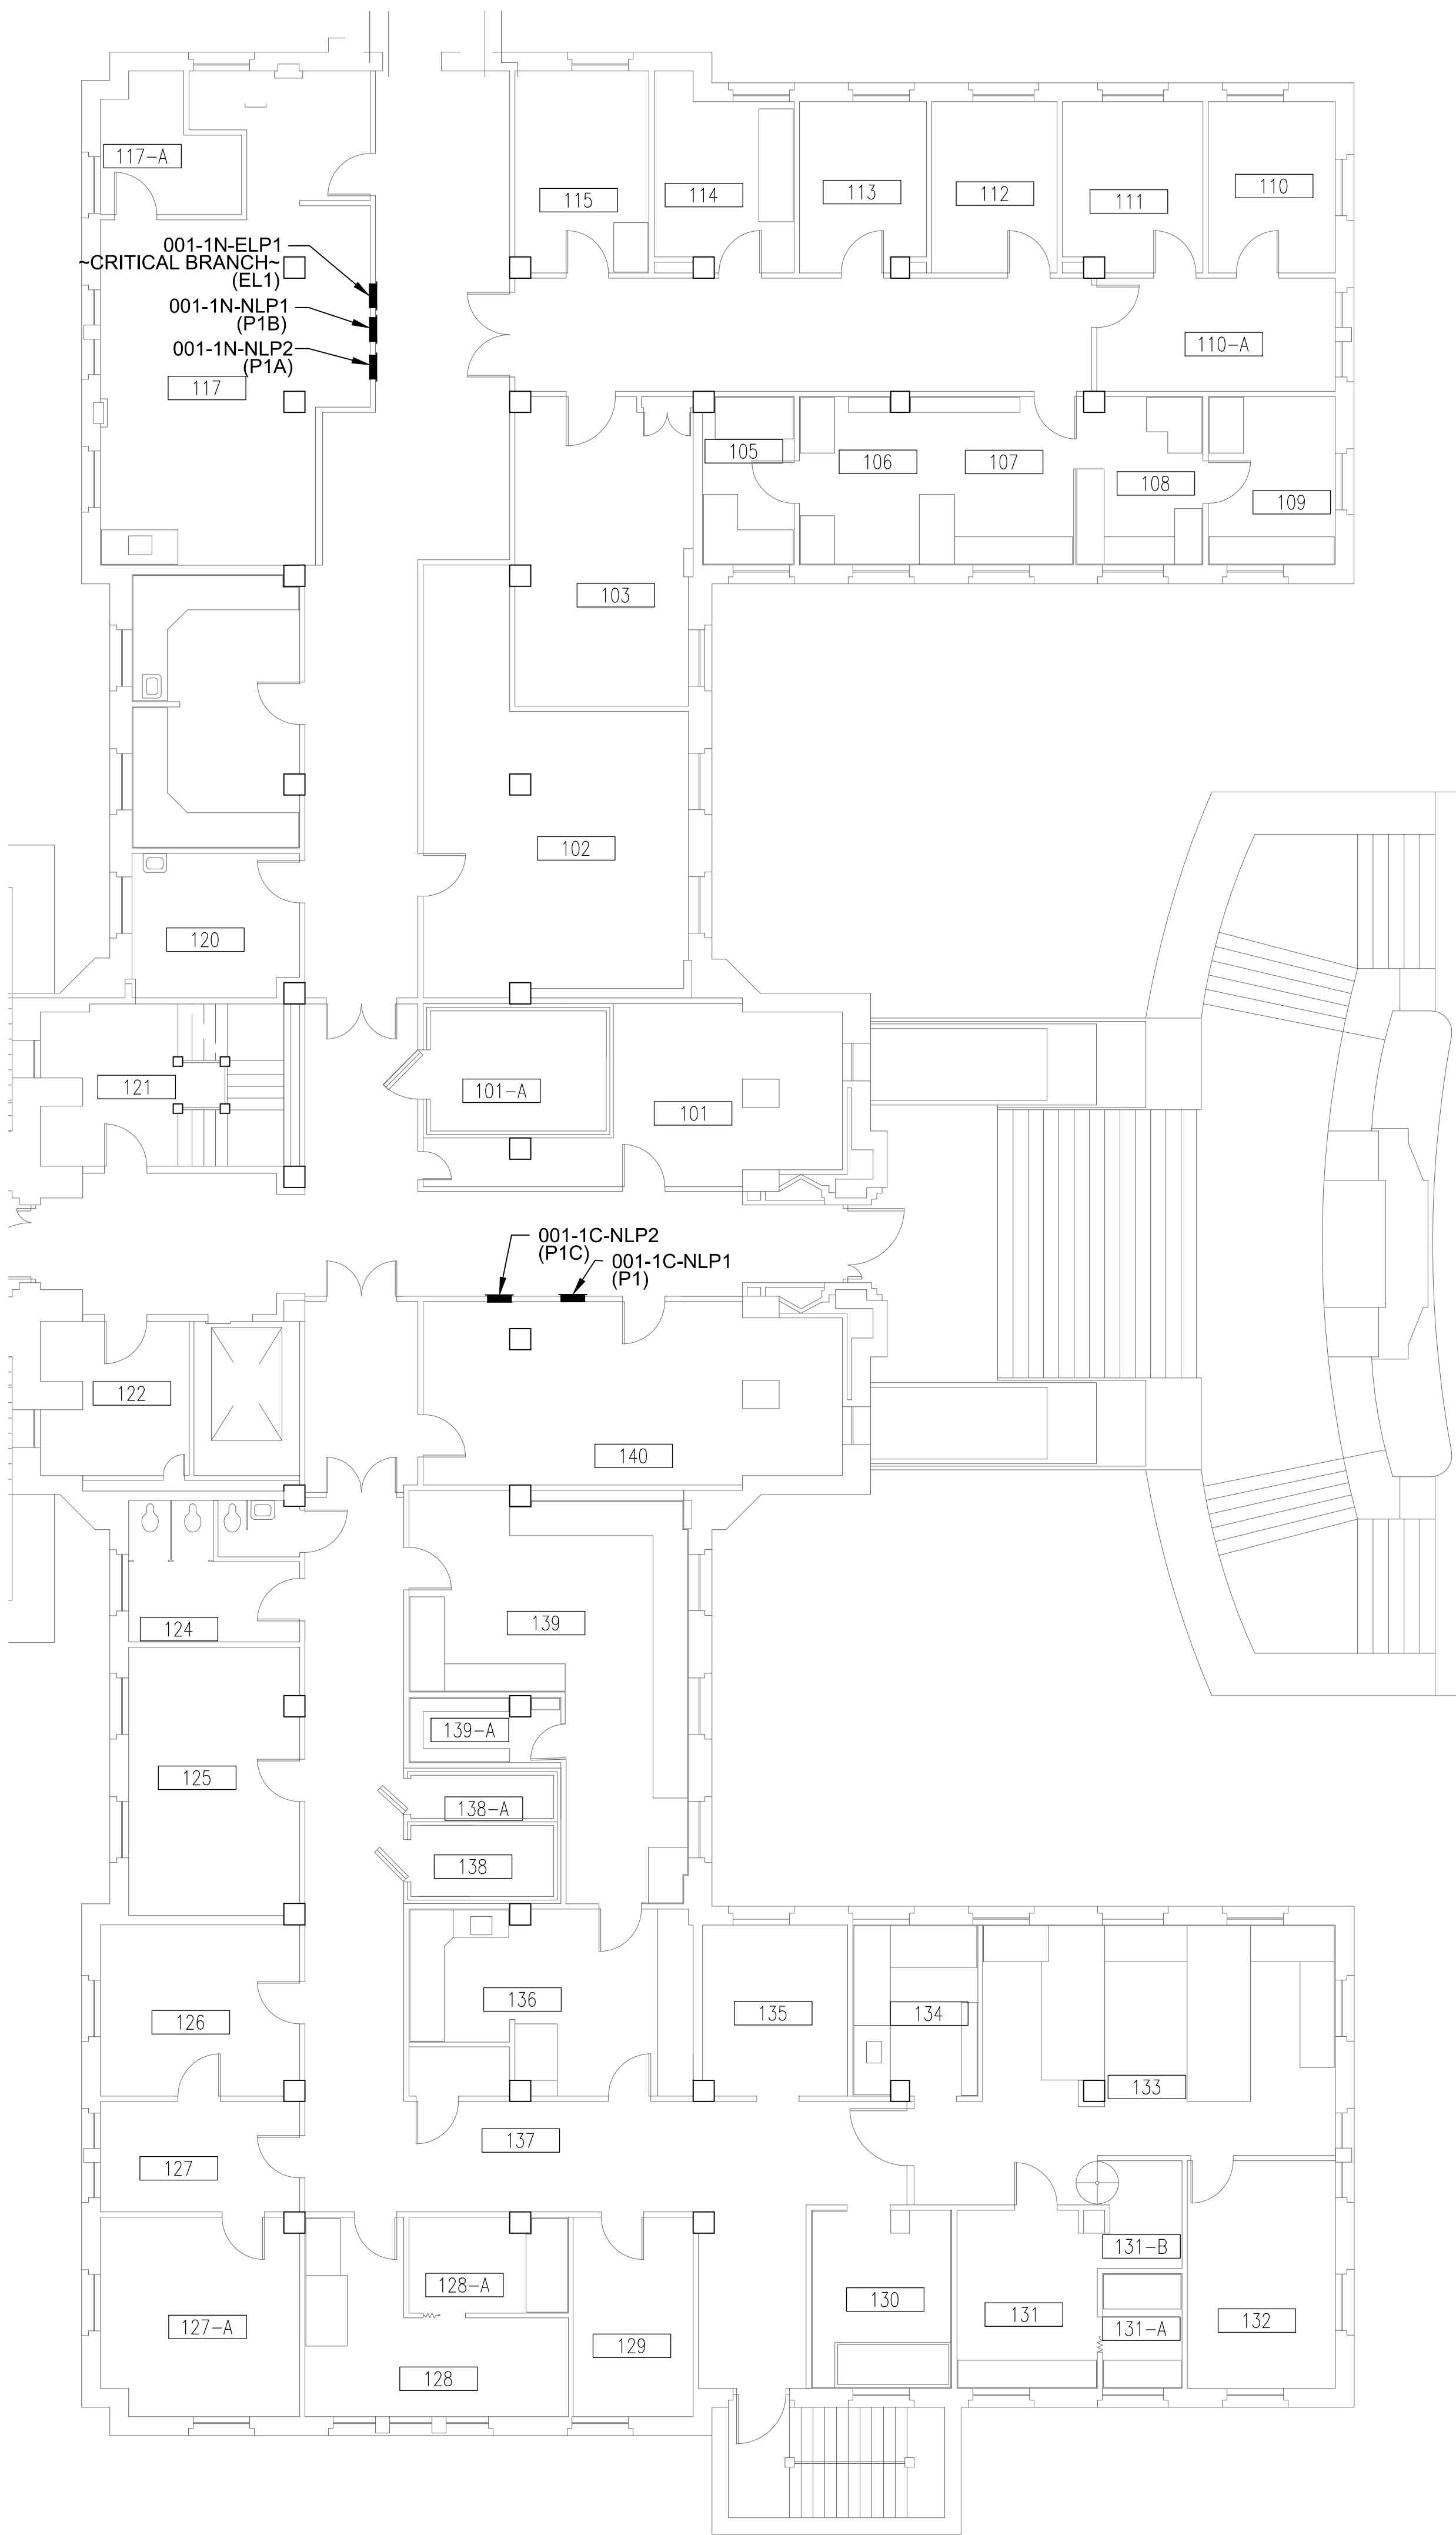 117-A
115
114
113
112
111
110
001-1N-ELP1
~CRITICAL BRANCH~
(EL1)
001-1N-NLP1
(P1B)
001-1N-NLP2
(P1A)
117
110-A
105
106
107
108
109
103
102
120
121
101-A
101
001-1C-NLP2
(P1C)
001-1C-NLP1
(P1)
122
140
124
139
139-A
125
138-A
138
126
136
135
134
133
127
137
127-A
128-A
128
129
130
131
131-B
131-A
132